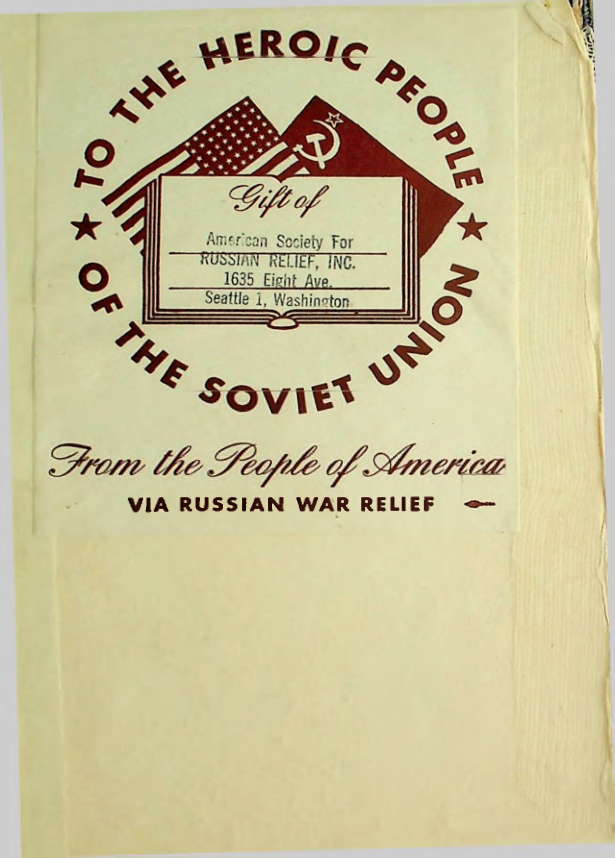 TO THE HEROIC PEOPLE
★ OF THE SOVIET UNION ★
Gift of
American Society For
RUSSIAN RELIEF, INC.
1635 Eight Ave.
Seattle 1, Washington
From the People of America
VIA RUSSIAN WAR RELIEF